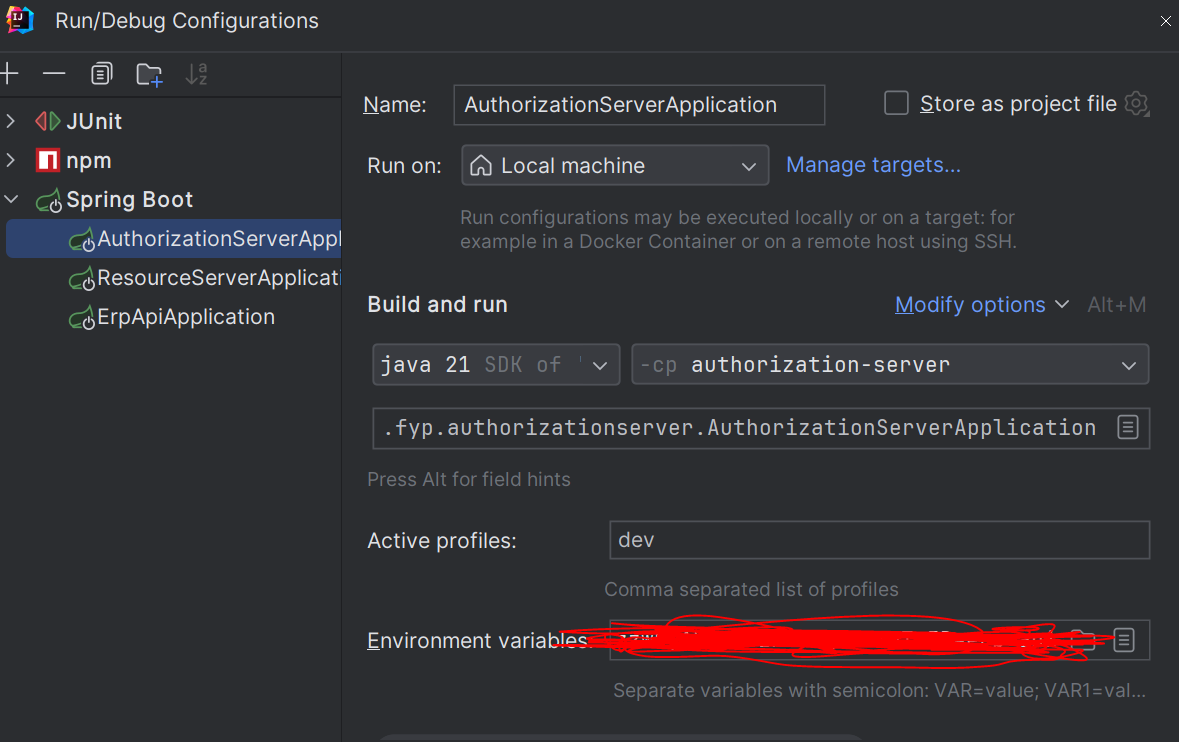 IJ
Run/Debug Configurations
Name: AuthorizationServerApplication
Store as project file
JUnit
npm
Spring Boot
AuthorizationServerAppl
ResourceServerApplicati
ErpApiApplication
Run on: Local machine
Manage targets...
Run configurations may be executed locally or on a target: for
example in a Docker Container or on a remote host using SSH.
Build and run
Modify options
Alt+M
java 21 SDK of '
-cp authorization-server
.fyp.authorizationserver.AuthorizationServerApplication
Press Alt for field hints
Active profiles: dev
Comma separated list of profiles
Environment variables:
Separate variables with semicolon: VAR=value; VAR1=val...